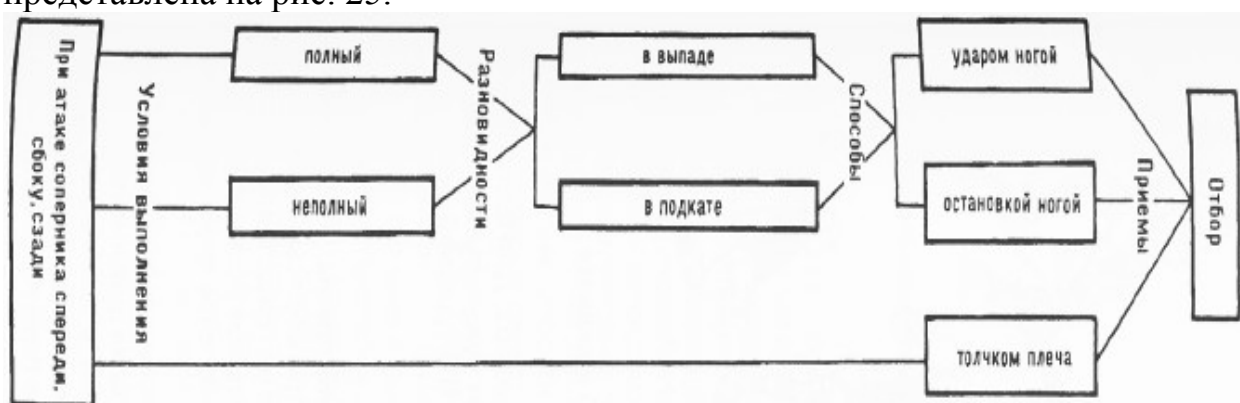 представлена на рис. 25.
При атаке соперника спереди,
сбоку, сзади
Условия выполнения
полный
неполный
Разновидности
в выпаде
в подкате
Способы
ударом ногой
остановкой ногой
толчком плеча
Приемы
Отбор